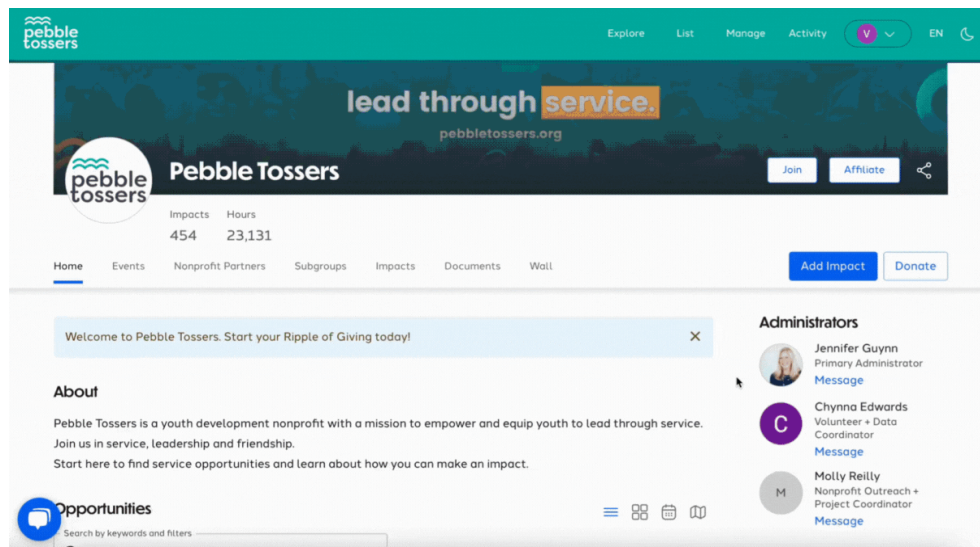 pebble
tossers
Explore
List
Manage
Activity
V
EN
lead through service.
pebbletossers.org
pebble
tossers
Pebble Tossers
Join
Affiliate
Impacts
Hours
454
23,131
Home
Events
Nonprofit Partners
Subgroups
Impacts
Documents
Wall
Add Impact
Donate
Welcome to Pebble Tossers. Start your Ripple of Giving today!
About
Pebble Tossers is a youth development nonprofit with a mission to empower and equip youth to lead through service.
Join us in service, leadership and friendship.
Start here to find service opportunities and learn about how you can make an impact.
Opportunities
Search by keywords and filters
Administrators
Jennifer Guynn
Primary Administrator
Message
C
Chynna Edwards
Volunteer + Data
Coordinator
Message
M
Molly Reilly
Nonprofit Outreach +
Project Coordinator
Message